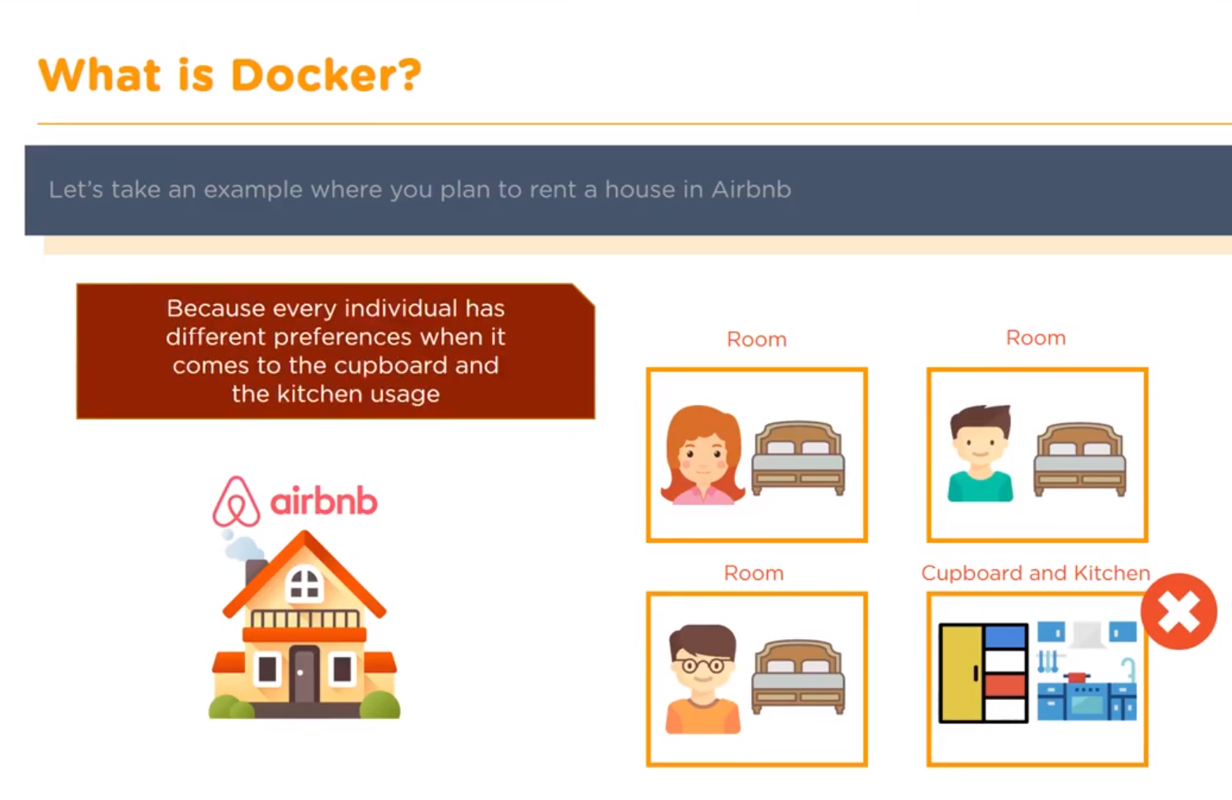 What is Docker?
Let's take an example where you plan to rent a house in Airbnb
Because every individual has
different preferences when it
comes to the cupboard and
the kitchen usage
airbnb
Room
Room
Room
Cupboard and Kitchen